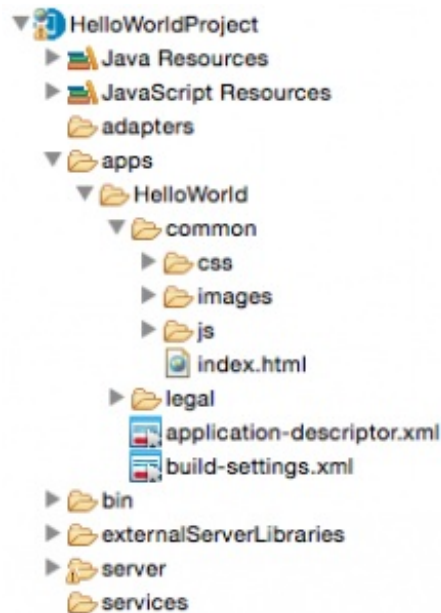 HelloWorldProject
Java Resources
JavaScript Resources
adapters
apps
HelloWorld
common
css
images
js
index.html
legal
application-descriptor.xml
build-settings.xml
bin
externalServerLibraries
server
services